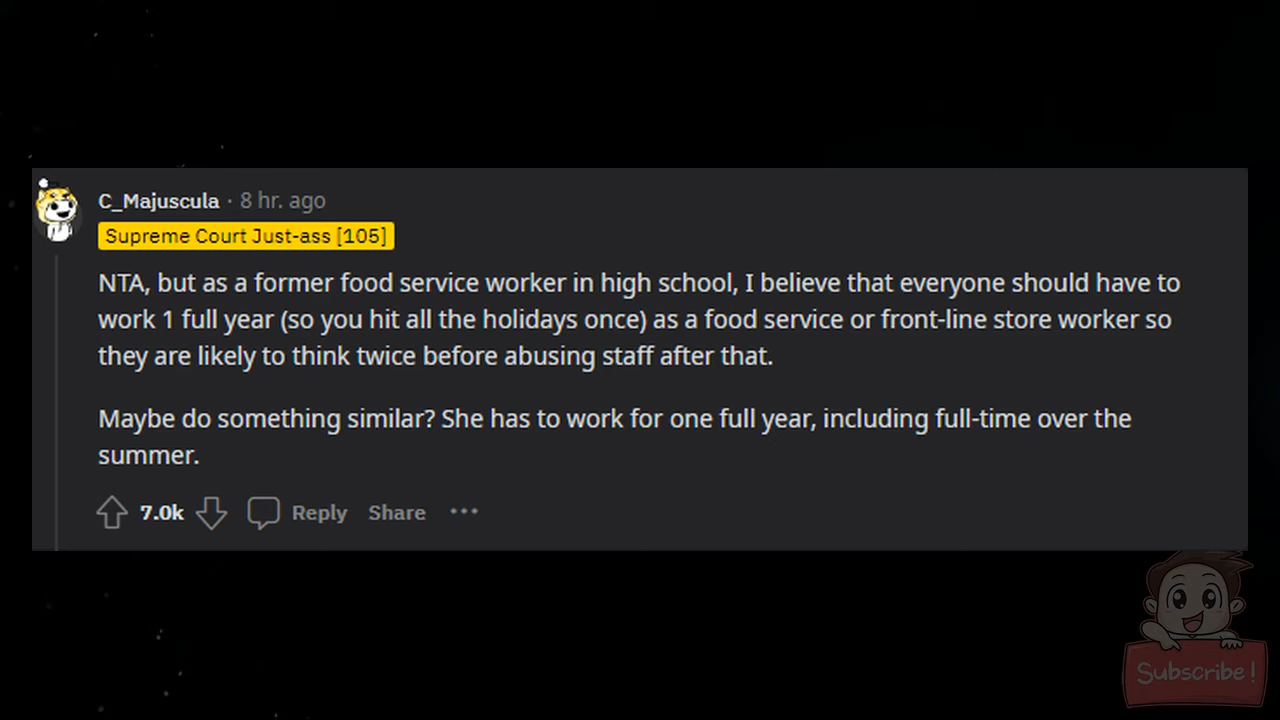 C_Majuscula · 8 hr. ago
Supreme Court Just-ass [105]
NTA, but as a former food service worker in high school, I believe that everyone should have to
work 1 full year (so you hit all the holidays once) as a food service or front-line store worker so
they are likely to think twice before abusing staff after that.
Maybe do something similar? She has to work for one full year, including full-time over the
summer.
7.0k Reply Share ···
Subscribe!